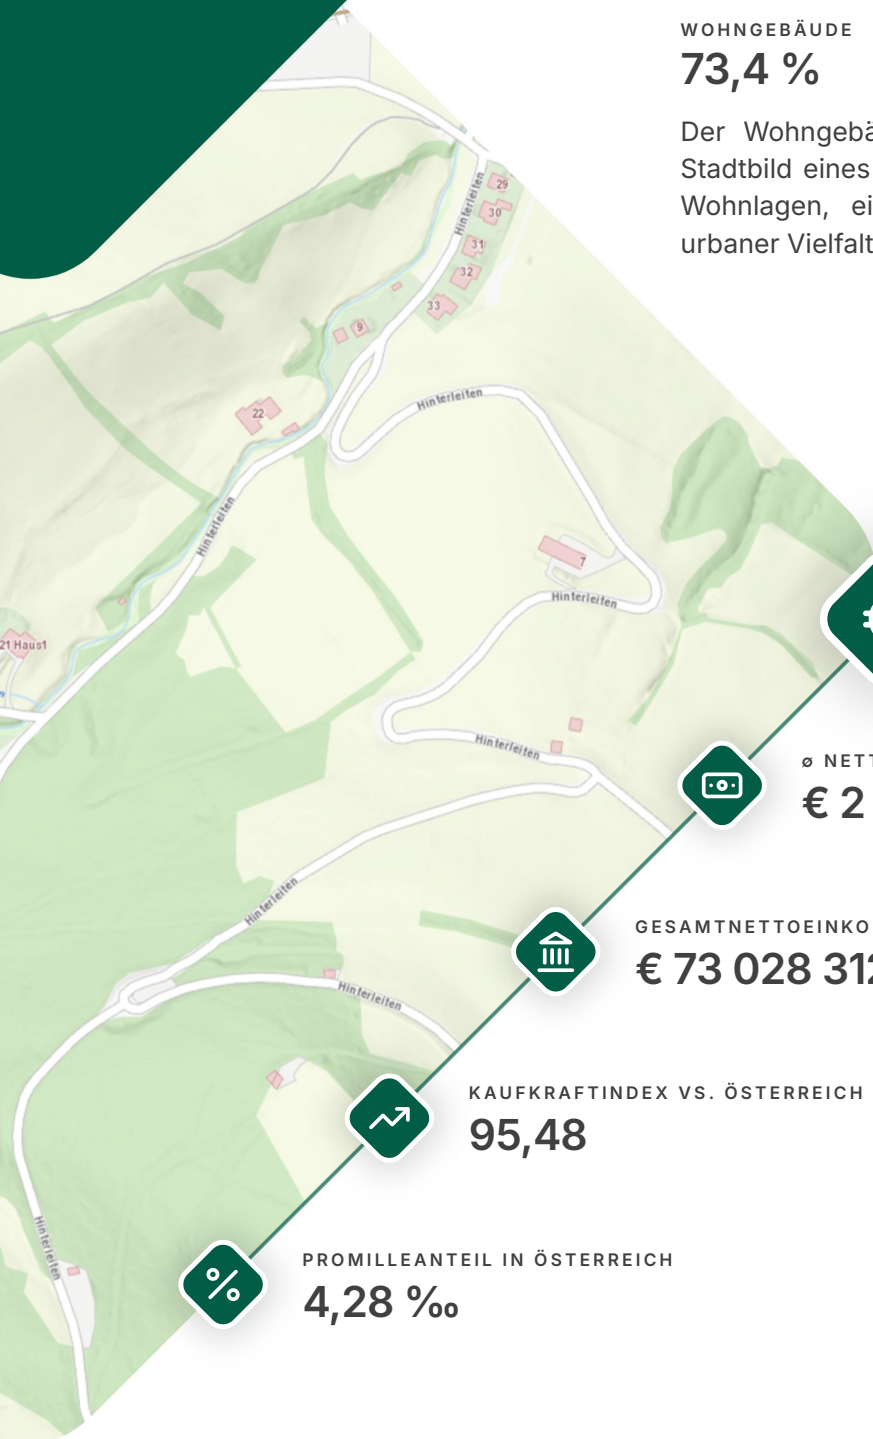 WOHNGEBÄUDE
73,4 %
Der Wohngebä
Stadtbild eines
Wohnlagen, ei
urbaner Vielfalt
29
Hinterleiten
30
31
32
33
9
Hinterleiten
22
Hinterleiten
7
Hinterleiten
21 Haus1
n
Hinterleiten
ø NETT
€ 2
Hinterleiten
GESAMTNETTOEINKO
€ 73 028 312
Hinterleiten
KAUFKRAFTINDEX VS. ÖSTERREICH
95,48
Hinterleiten
PROMILLEANTEIL IN ÖSTERREICH
4,28 ‰